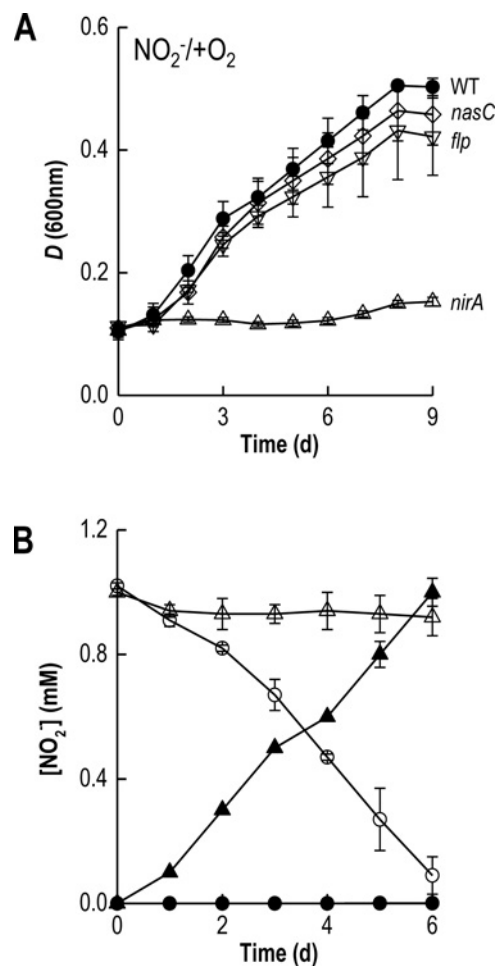 A
NO₂⁻/+O₂
D (600nm)
0.6
0.4
0.2
0.0
WT
nasC
flp
nirA
0 3 6 9
Time (d)
B
[NO₂⁻] (mM)
1.2
0.8
0.4
0.0
0 2 4 6
Time (d)